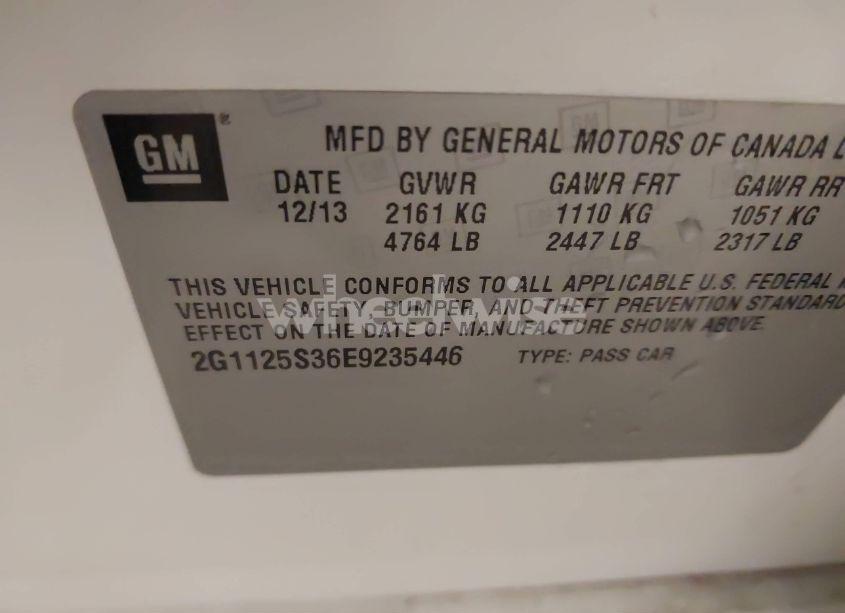 GM®
MFD BY GENERAL MOTORS OF CANADA L
DATE GVWR GAWR FRT GAWR RR
12/13 2161 KG 1110 KG 1051 KG
4764 LB 2447 LB 2317 LB
THIS VEHICLE CONFORMS TO ALL APPLICABLE U.S. FEDERAL
VEHICLE SAFETY, BUMPER, AND THEFT PREVENTION STANDARD
EFFECT ON THE DATE OF MANUFACTURE SHOWN ABOVE.
2G1125S36E9235446 TYPE: PASS CAR
wheelwise